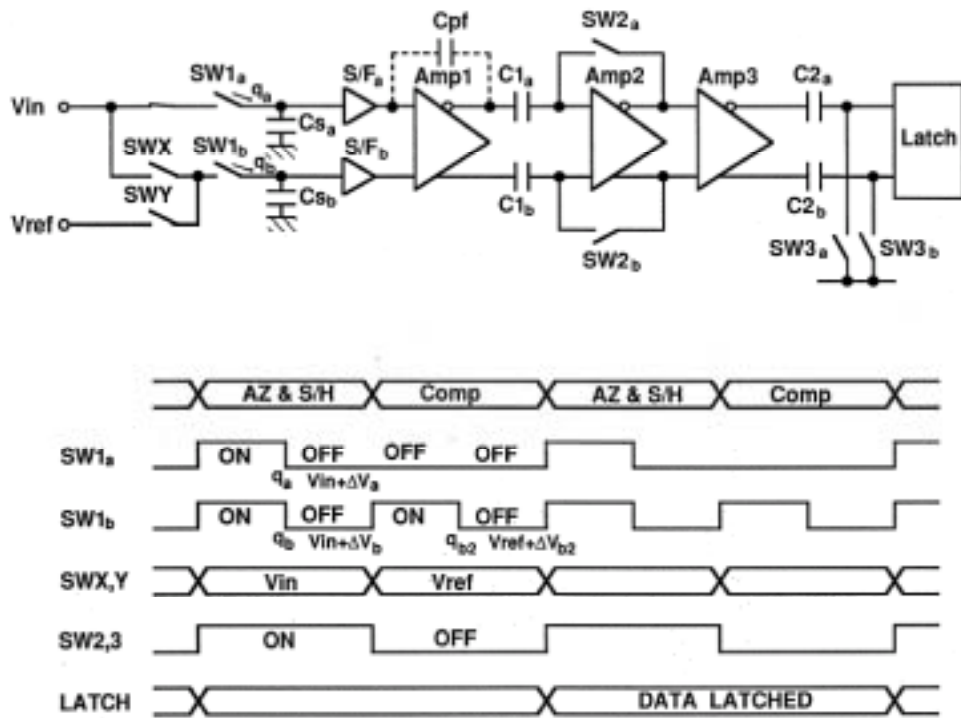 Cpf
SW2a
SW1a qa
S/Fa
Amp1
C1a
Amp2
Amp3
C2a
Vin
Csa
SWX
SW1b qb
S/Fb
Latch
SWY
Csb
C1b
C2b
Vref
SW2b
SW3a
SW3b
AZ & S/H Comp AZ & S/H Comp
SW1a ON OFF OFF OFF
qa Vin+ΔVa
SW1b ON OFF ON OFF
qb Vin+ΔVb qb2 Vref+ΔVb2
SWX,Y Vin Vref
SW2,3 ON OFF
LATCH DATA LATCHED